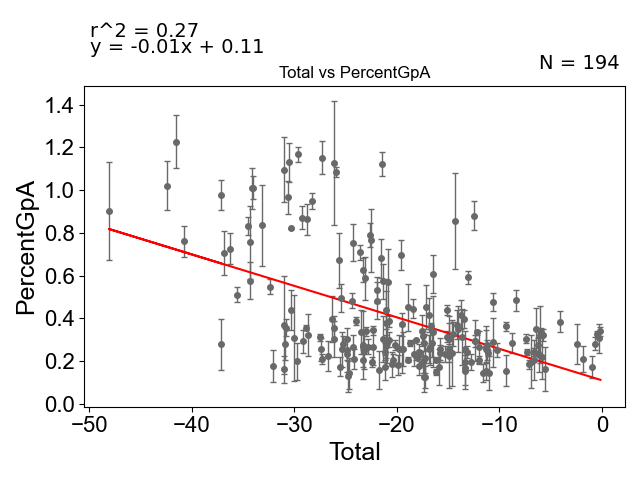 r^2 = 0.27
y = -0.01x + 0.11
N = 194
Total vs PercentGpA
PercentGpA
1.4
1.2
1.0
0.8
0.6
0.4
0.2
0.0
−50 −40 −30 −20 −10 0
Total